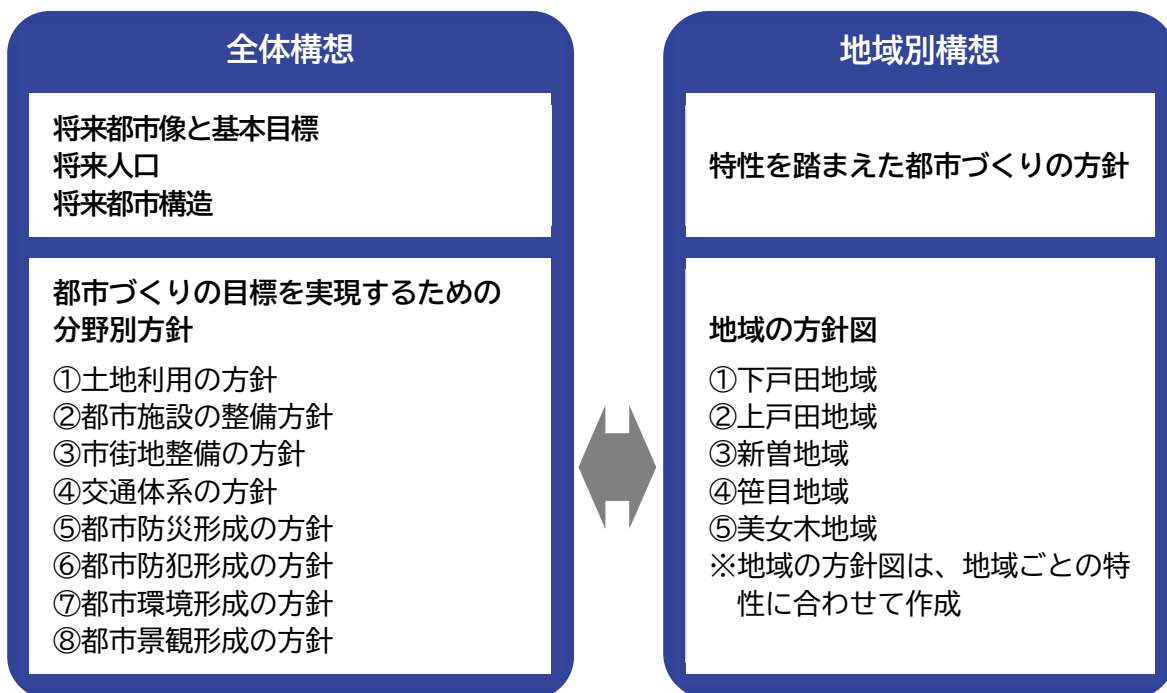 全体構想
将来都市像と基本目標
将来人口
将来都市構造
都市づくりの目標を実現するための
分野別方針
①土地利用の方針
②都市施設の整備方針
③市街地整備の方針
④交通体系の方針
⑤都市防災形成の方針
⑥都市防犯形成の方針
⑦都市環境形成の方針
⑧都市景観形成の方針
地域別構想
特性を踏まえた都市づくりの方針
地域の方針図
①下戸田地域
②上戸田地域
③新曽地域
④笹目地域
⑤美女木地域
※地域の方針図は、地域ごとの特
性に合わせて作成